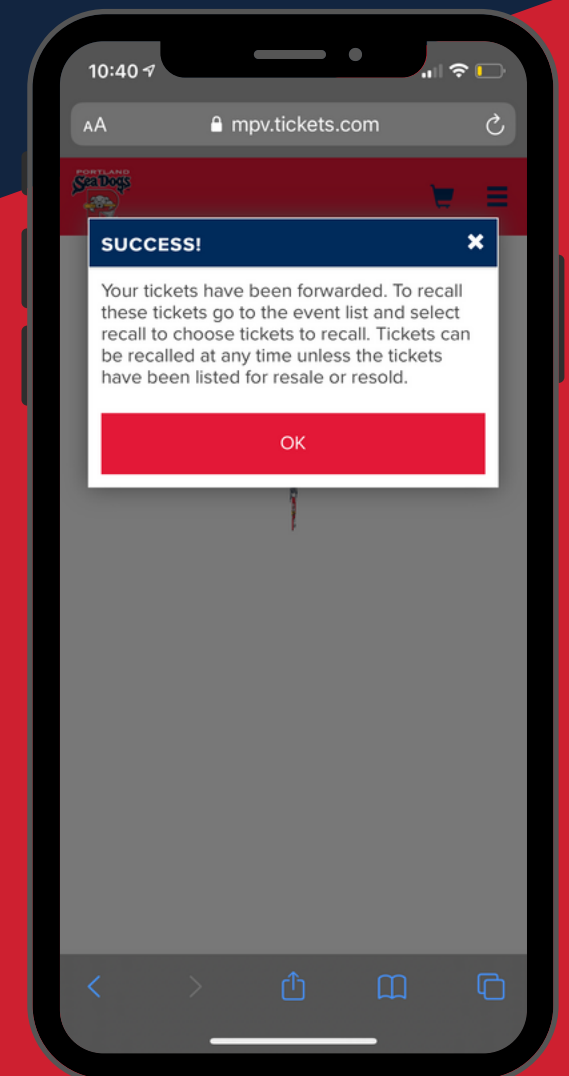 10:40
AA
mpv.tickets.com
PORTLAND
Sea Dogs
SUCCESS!
Your tickets have been forwarded. To recall
these tickets go to the event list and select
recall to choose tickets to recall. Tickets can
be recalled at any time unless the tickets
have been listed for resale or resold.
OK